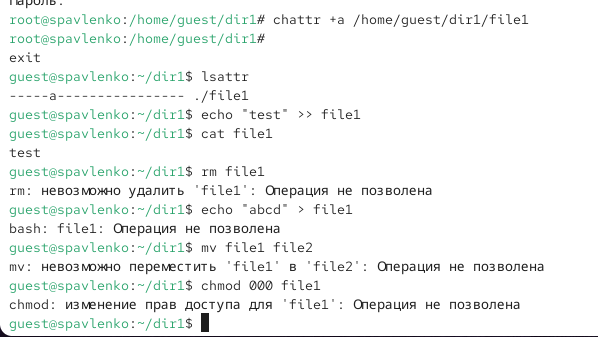 Пароль:
root@spavlenko:/home/guest/dir1# chattr +a /home/guest/dir1/file1
root@spavlenko:/home/guest/dir1#
exit
guest@spavlenko:~/dir1$ lsattr
-----a---------------- ./file1
guest@spavlenko:~/dir1$ echo "test" >> file1
guest@spavlenko:~/dir1$ cat file1
test
guest@spavlenko:~/dir1$ rm file1
rm: невозможно удалить 'file1': Операция не позволена
guest@spavlenko:~/dir1$ echo "abcd" > file1
bash: file1: Операция не позволена
guest@spavlenko:~/dir1$ mv file1 file2
mv: невозможно переместить 'file1' в 'file2': Операция не позволена
guest@spavlenko:~/dir1$ chmod 000 file1
chmod: изменение прав доступа для 'file1': Операция не позволена
guest@spavlenko:~/dir1$